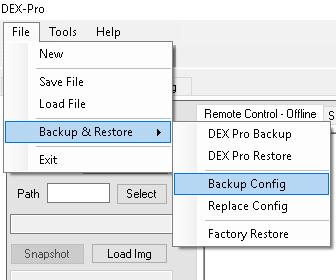 DEX-Pro
File Tools Help
New
Save File
Load File
Backup & Restore
Exit
Remote Control - Offline
DEX Pro Backup
DEX Pro Restore
Backup Config
Replace Config
Factory Restore
Path Select
Snapshot Load Img